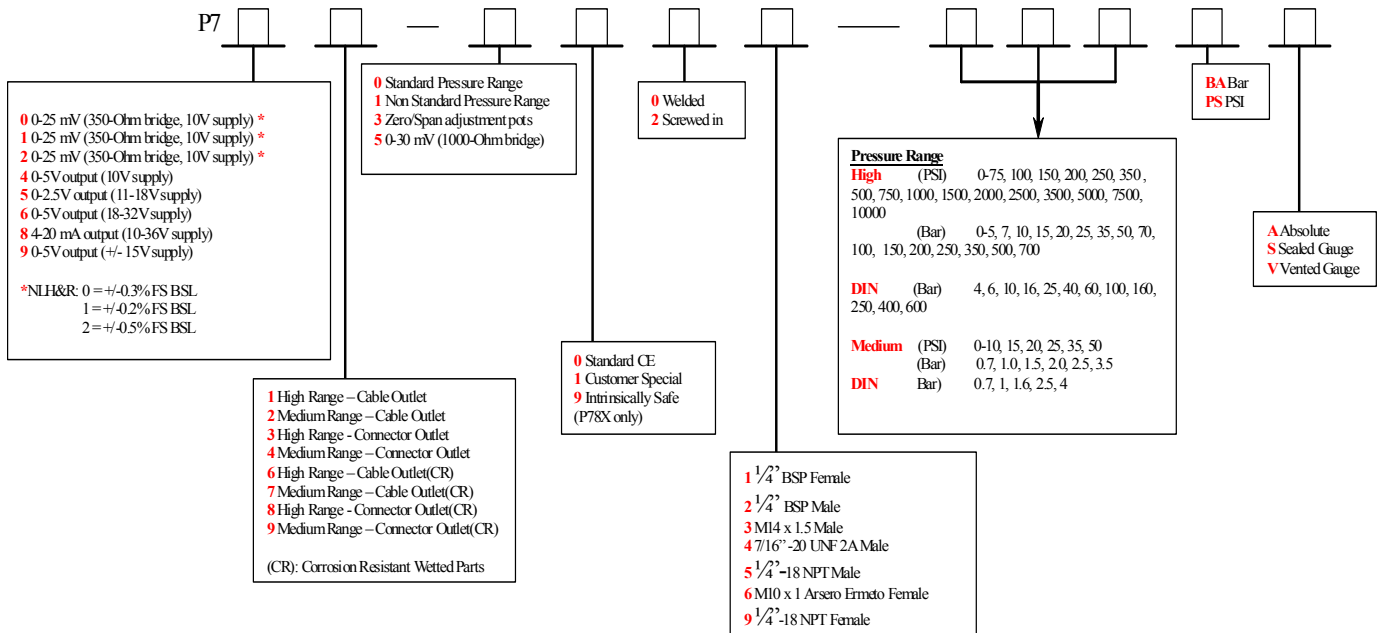 P7
0 0-25 mV (350-Ohm bridge, 10V supply) *
1 0-25 mV (350-Ohm bridge, 10V supply) *
2 0-25 mV (350-Ohm bridge, 10V supply) *
4 0-5V output (10V supply)
5 0-2.5V output (11-18V supply)
6 0-5V output (18-32V supply)
8 4-20 mA output (10-36V supply)
9 0-5V output (+/- 15V supply)
*NLH&R: 0 = +/-0.3% FS BSL
1 = +/-0.2% FS BSL
2 = +/-0.5% FS BSL
1 High Range – Cable Outlet
2 Medium Range – Cable Outlet
3 High Range - Connector Outlet
4 Medium Range – Connector Outlet
6 High Range – Cable Outlet(CR)
7 Medium Range – Cable Outlet(CR)
8 High Range - Connector Outlet(CR)
9 Medium Range – Connector Outlet(CR)
(CR): Corrosion Resistant Wetted Parts
0 Standard Pressure Range
1 Non Standard Pressure Range
3 Zero/Span adjustment pots
5 0-30 mV (1000-Ohm bridge)
0 Standard CE
1 Customer Special
9 Intrinsically Safe
(P78X only)
0 Welded
2 Screwed in
1 1/4” BSP Female
2 1/4” BSP Male
3 M14 x 1.5 Male
4 7/16” -20 UNF 2A Male
5 1/4”-18 NPT Male
6 M10 x 1 Arsero Ermeto Female
9 1/4”-18 NPT Female
Pressure Range
High (PSI) 0-75, 100, 150, 200, 250, 350 ,
500, 750, 1000, 1500, 2000, 2500, 3500, 5000, 7500,
10000
(Bar) 0-5, 7, 10, 15, 20, 25, 35, 50, 70,
100, 150, 200, 250, 350, 500, 700
DIN (Bar) 4, 6, 10, 16, 25, 40, 60, 100, 160,
250, 400, 600
Medium (PSI) 0-10, 15, 20, 25, 35, 50
(Bar) 0.7, 1.0, 1.5, 2.0, 2.5, 3.5
DIN Bar) 0.7, 1, 1.6, 2.5, 4
BA Bar
PS PSI
A Absolute
S Sealed Gauge
V Vented Gauge